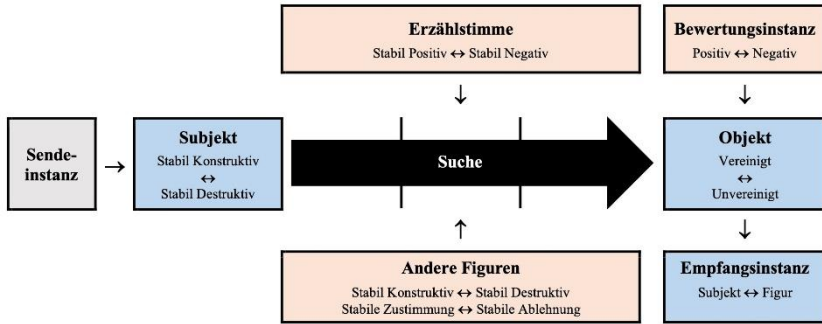 Erzählstimme
Stabil Positiv ↔ Stabil Negativ
Bewertungsinstanz
Positiv ↔ Negativ
Sende-
instanz
Subjekt
Stabil Konstruktiv
↔
Stabil Destruktiv
Suche
Objekt
Vereinigt
↔
Unvereinigt
Andere Figuren
Stabil Konstruktiv ↔ Stabil Destruktiv
Stabile Zustimmung ↔ Stabile Ablehnung
Empfangsinstanz
Subjekt ↔ Figur